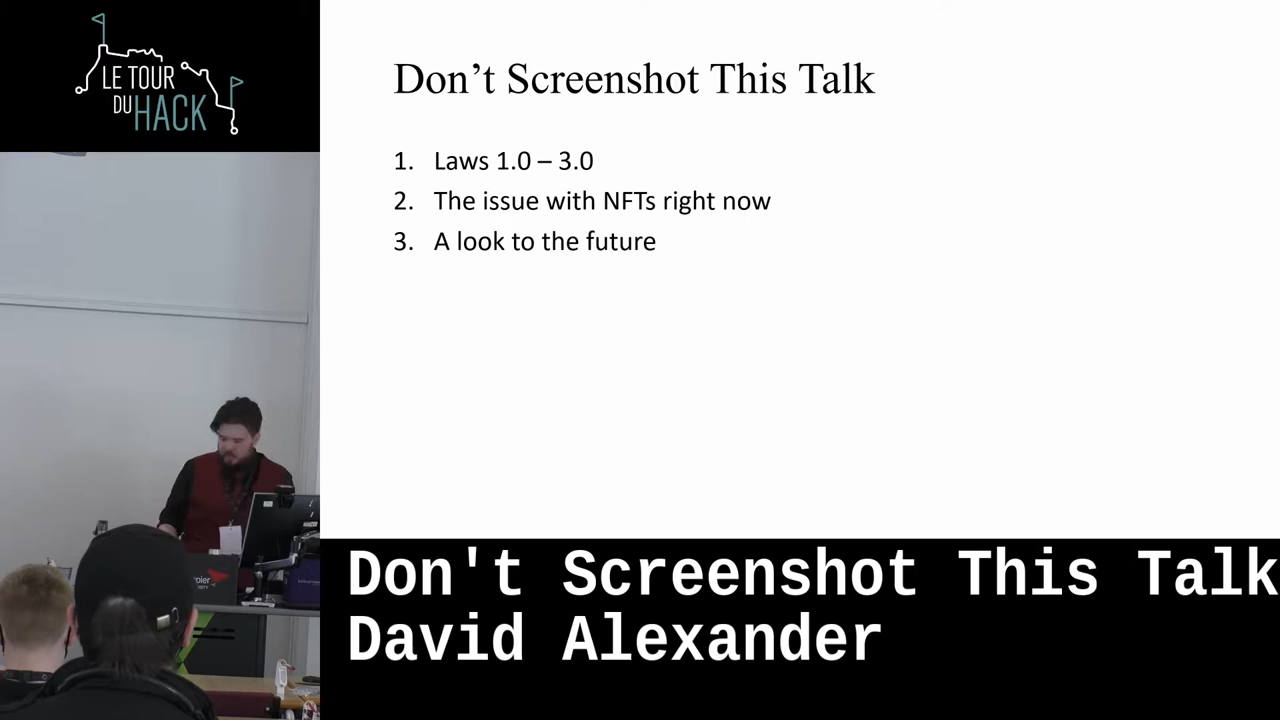 LE TOUR
DU HACK
Don't Screenshot This Talk
1. Laws 1.0 – 3.0
2. The issue with NFTs right now
3. A look to the future
Don't Screenshot This Talk
David Alexander